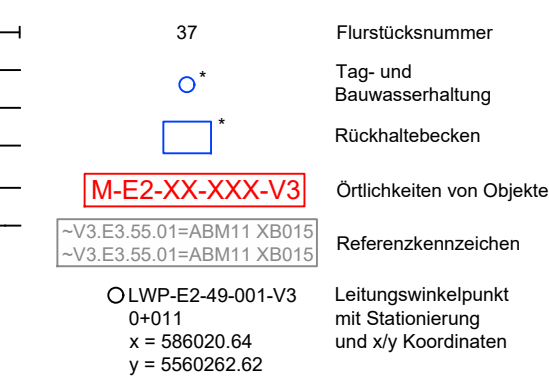 37 Flurstücksnummer
* Tag- und
Bauwasserhaltung
* Rückhaltebecken
M-E2-XX-XXX-V3 Örtlichkeiten von Objekte
~V3.E3.55.01=ABM11 XB015
~V3.E3.55.01=ABM11 XB015
Referenzkennzeichen
LWP-E2-49-001-V3 Leitungswinkelpunkt
0+011 mit Stationierung
x = 586020.64 und x/y Koordinaten
y = 5560262.62